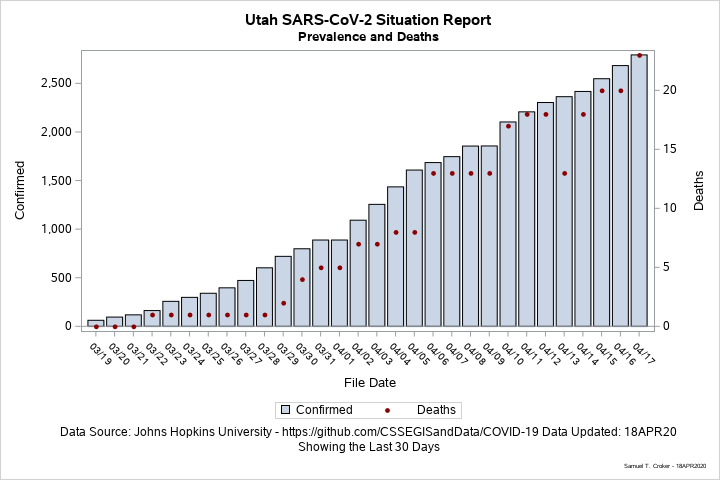 Utah SARS-CoV-2 Situation Report
Prevalence and Deaths
Confirmed
2,500
2,000
1,500
1,000
500
0
20
15
10
5
0
Deaths
03/19 03/20 03/21 03/22 03/23 03/24 03/25 03/26 03/27 03/28 03/29 03/30 03/31 04/01 04/02 04/03 04/04 04/05 04/06 04/07 04/08 04/09 04/10 04/11 04/12 04/13 04/14 04/15 04/16 04/17
File Date
Confirmed Deaths
Data Source: Johns Hopkins University - https://github.com/CSSEGISandData/COVID-19 Data Updated: 18APR20
Showing the Last 30 Days
Samuel T. Croker - 18APR2020